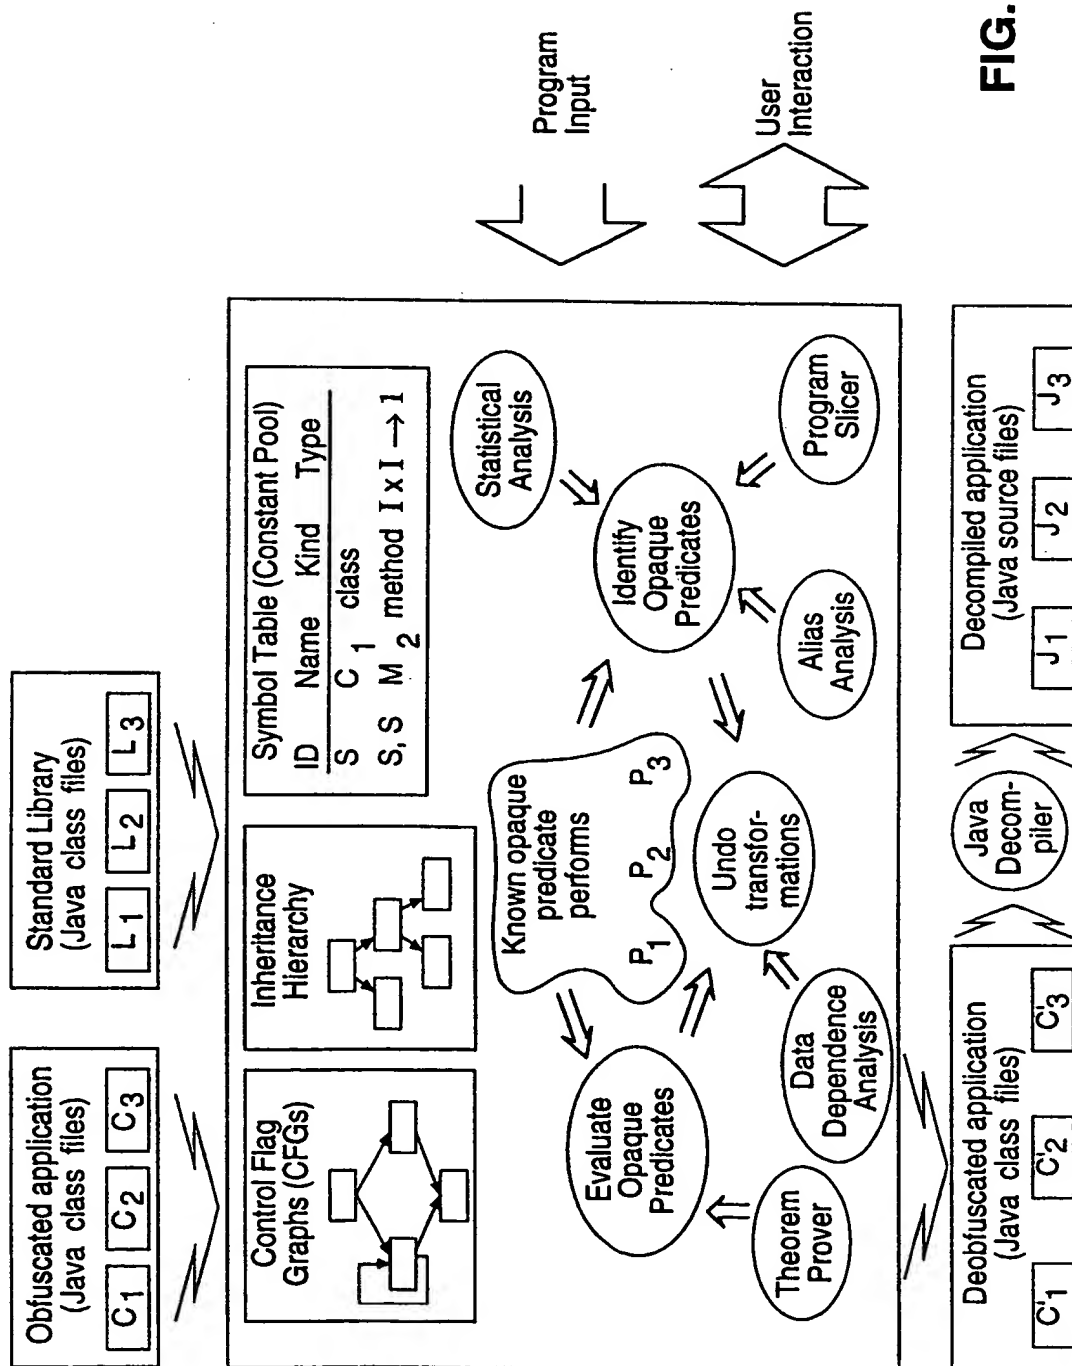 Obfuscated application
(Java class files)
C1 C2 C3
Standard Library
(Java class files)
L1 L2 L3
Control Flag
Graphs (CFGs)
Inheritance
Hierarchy
Symbol Table (Constant Pool)
ID Name Kind Type
S C1 class
S, S M2 method I x I → 1
Program
Input
User
Interaction
Known opaque
predicate
performs
P1 P2 P3
Statistical
Analysis
Evaluate
Opaque
Predicates
Identify
Opaque
Predicates
Undo
transfor-
mations
Theorem
Prover
Data
Dependence
Analysis
Alias
Analysis
Program
Slicer
Deobfuscated application
(Java class files)
C'1 C'2 C'3
Java
Decom-
piler
Decompiled application
(Java source files)
J1 J2 J3
FIG.